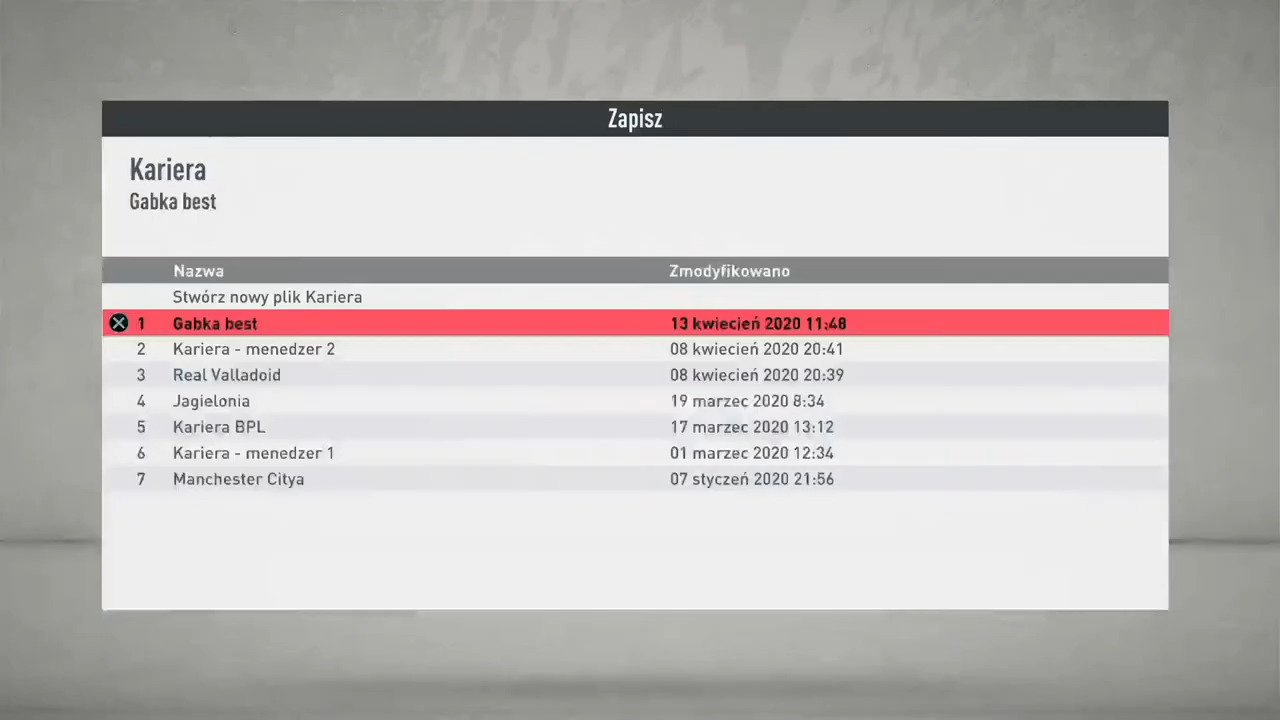 Zapisz
Kariera
Gabka best
Nazwa Zmodyfikowano
Stwórz nowy plik Kariera
1 Gabka best 13 kwiecień 2020 11:48
2 Kariera - menedzer 2 08 kwiecień 2020 20:41
3 Real Valladoid 08 kwiecień 2020 20:39
4 Jagielonia 19 marzec 2020 8:34
5 Kariera BPL 17 marzec 2020 13:12
6 Kariera - menedzer 1 01 marzec 2020 12:34
7 Manchester Citya 07 styczeń 2020 21:56